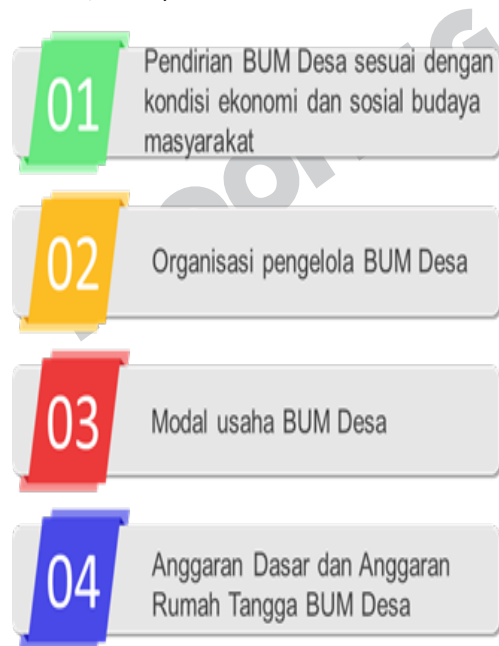 01
Pendirian BUM Desa sesuai dengan
kondisi ekonomi dan sosial budaya
masyarakat
02
Organisasi pengelola BUM Desa
03
Modal usaha BUM Desa
04
Anggaran Dasar dan Anggaran
Rumah Tangga BUM Desa